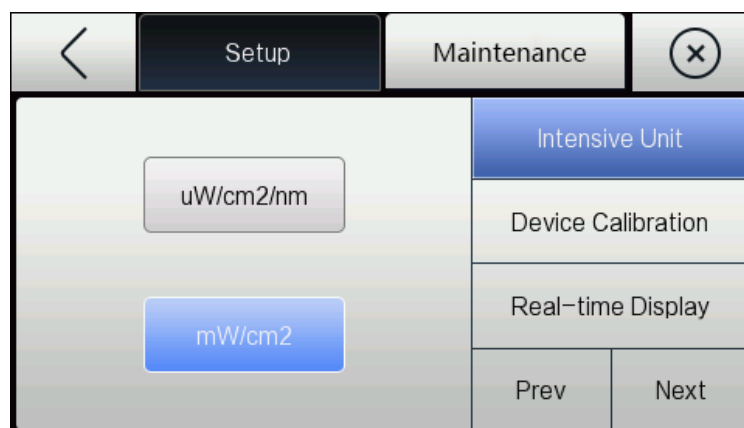 Setup
Maintenance
Intensive Unit
uW/cm2/nm
Device Calibration
Real-time Display
mW/cm2
Prev
Next